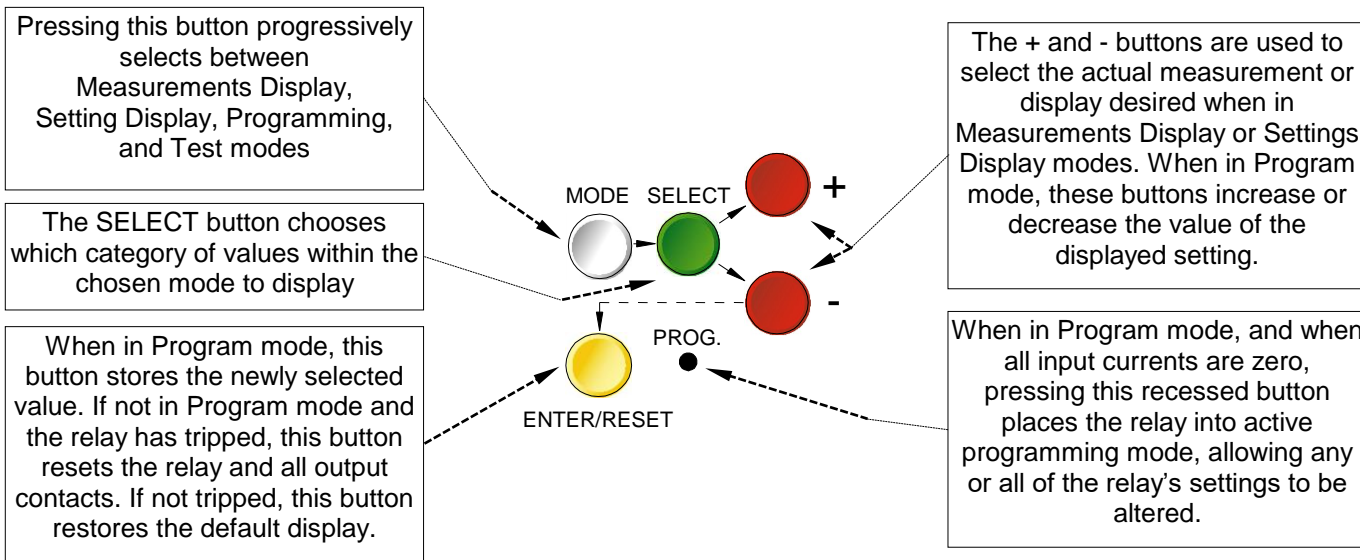 Pressing this button progressively
selects between
Measurements Display,
Setting Display, Programming,
and Test modes
The SELECT button chooses
which category of values within the
chosen mode to display
When in Program mode, this
button stores the newly selected
value. If not in Program mode and
the relay has tripped, this button
resets the relay and all output
contacts. If not tripped, this button
restores the default display.
MODE SELECT
+
-
PROG.
ENTER/RESET
The + and - buttons are used to
select the actual measurement or
display desired when in
Measurements Display or Settings
Display modes. When in Program
mode, these buttons increase or
decrease the value of the
displayed setting.
When in Program mode, and when
all input currents are zero,
pressing this recessed button
places the relay into active
programming mode, allowing any
or all of the relay's settings to be
altered.